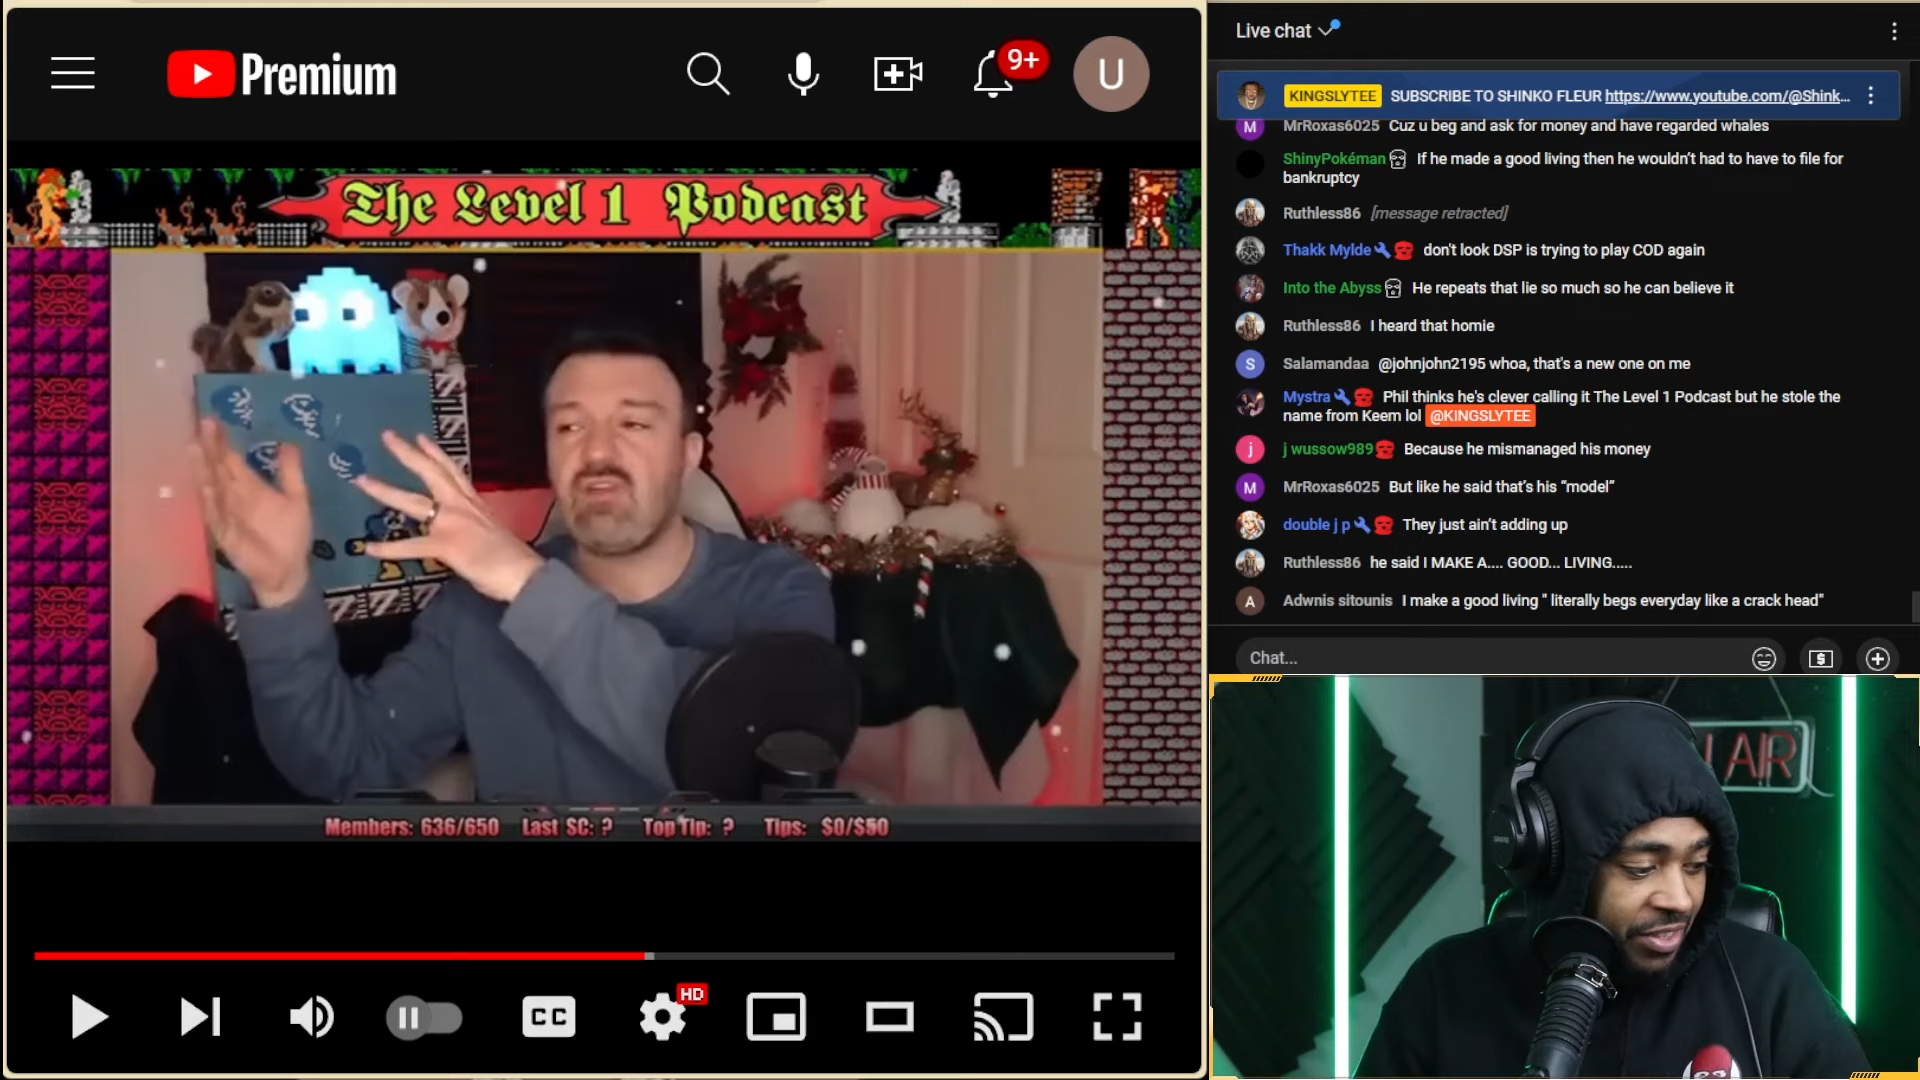 Premium
9+
U
The Level 1 Podcast
Members: 636/650 Last SC: ? Top Tip: ? Tips: $0/$50
CC
HD
Live chat
KINGSLYTEE SUBSCRIBE TO SHINKO FLEUR https://www.youtube.com/@Shink...
M MrRoxas6025 Cuz u beg and ask for money and have regarded whales
ShinyPokéman If he made a good living then he wouldn't had to have to file for
bankruptcy
Ruthless86 [message retracted]
Thakk Mylde don't look DSP is trying to play COD again
Into the Abyss He repeats that lie so much so he can believe it
Ruthless86 I heard that homie
S Salamandaa @johnjohn2195 whoa, that's a new one on me
Mystra Phil thinks he's clever calling it The Level 1 Podcast but he stole the
name from Keem lol @KINGSLYTEE
j j wussow989 Because he mismanaged his money
M MrRoxas6025 But like he said that's his “model”
double j p They just ain't adding up
Ruthless86 he said I MAKE A.... GOOD... LIVING.....
A Adwnis sitounis I make a good living " literally begs everyday like a crack head"
Chat...
AIR